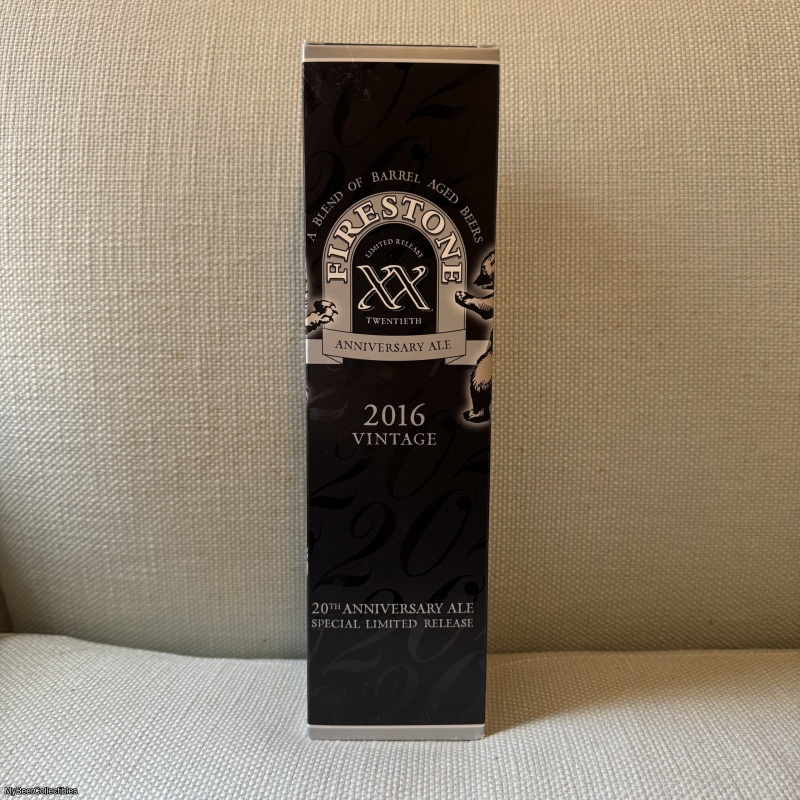 A BLEND OF BARREL AGED BEERS
FIRESTONE
LIMITED RELEASE
XX
TWENTIETH
ANNIVERSARY ALE
2016
VINTAGE
20
20TH ANNIVERSARY ALE
SPECIAL LIMITED RELEASE
MyBeerCollectibles